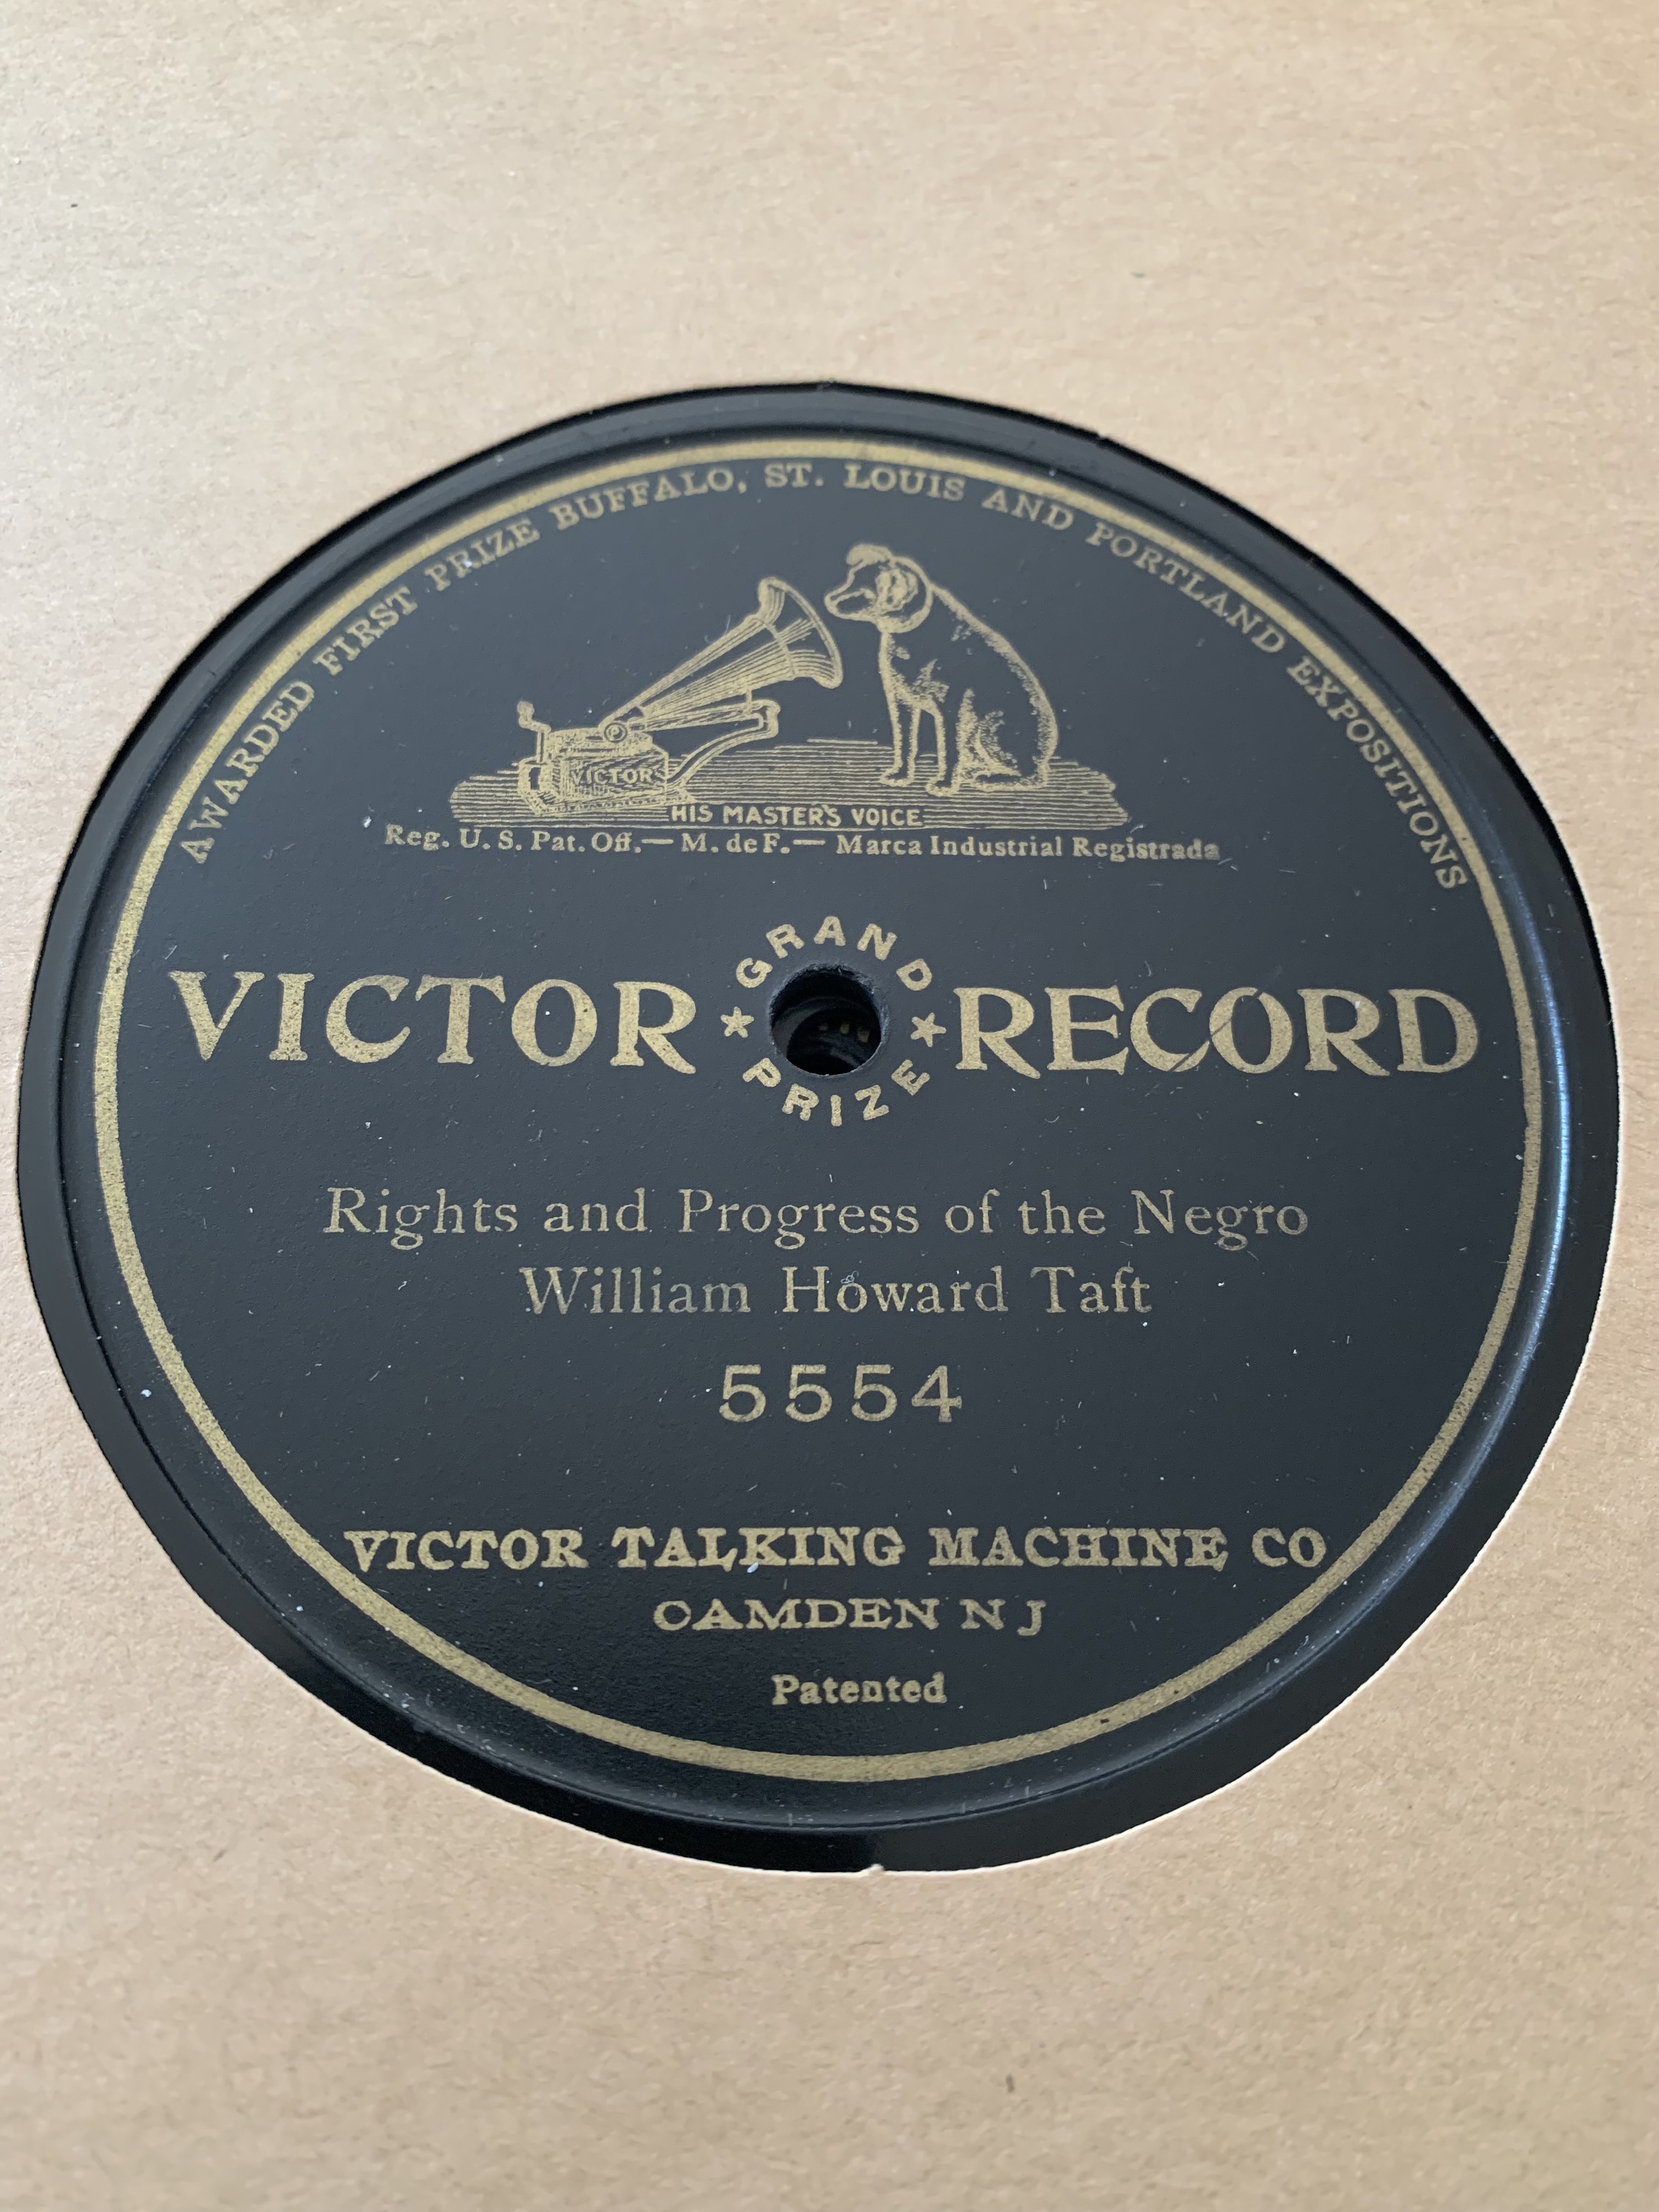 AWARDED FIRST PRIZE BUFFALO, ST. LOUIS AND PORTLAND EXPOSITIONS
VICTOR
HIS MASTER'S VOICE
Reg. U. S. Pat. Off.— M. de F.— Marca Industrial Registrada
VICTOR GRAND PRIZE RECORD
Rights and Progress of the Negro
William Howard Taft
5554
VICTOR TALKING MACHINE CO
CAMDEN N J
Patented